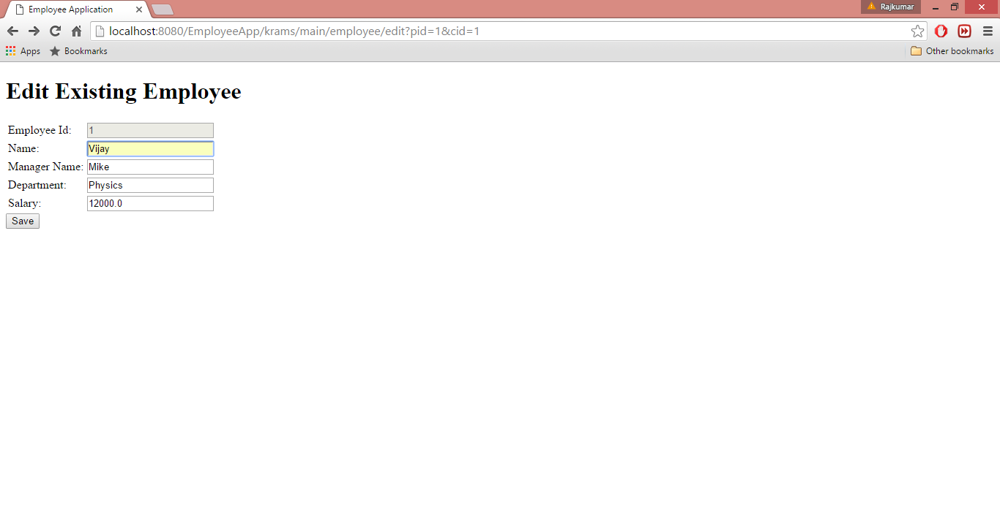 Employee Application
Rajkumar
localhost:8080/EmployeeApp/krams/main/employee/edit?pid=1&cid=1
Apps Bookmarks Other bookmarks
Edit Existing Employee
Employee Id: 1
Name: Vijay
Manager Name: Mike
Department: Physics
Salary: 12000.0
Save